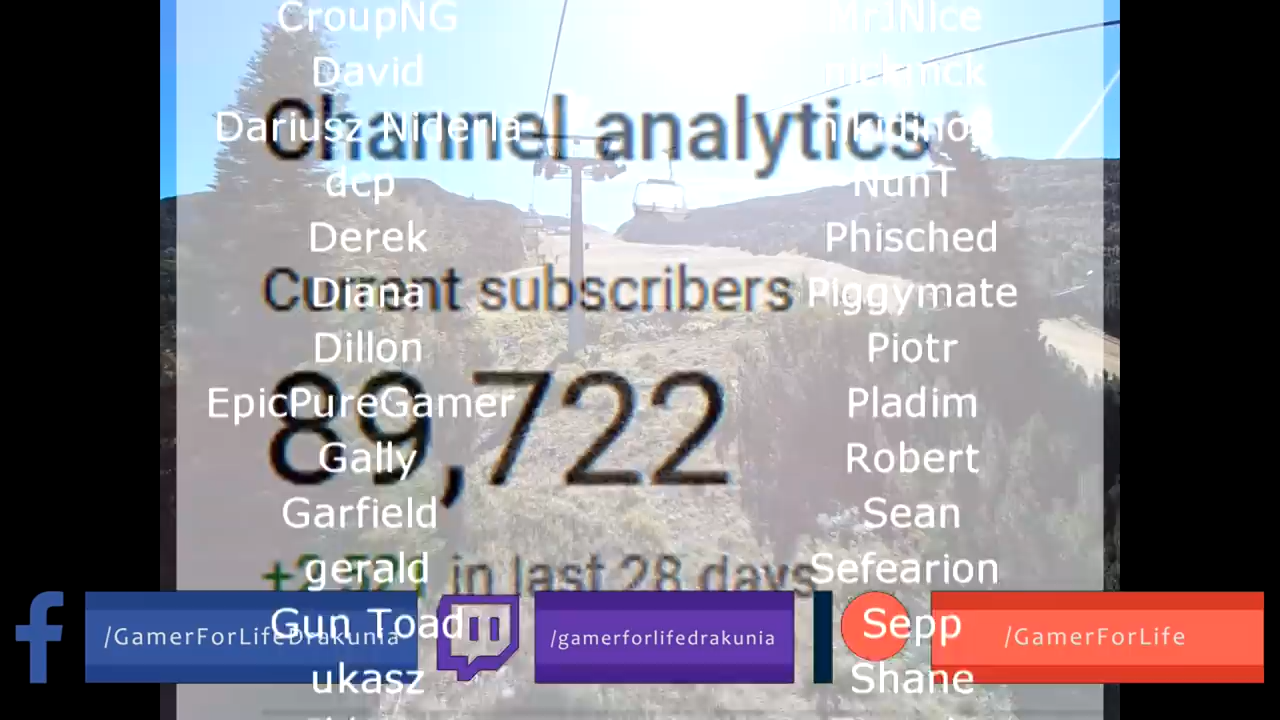 CroupNG
David
Dariusz Niderla
dcp
Derek
Diana
Dillon
EpicPureGamer
Gally
Garfield
gerald
Gun Toad
ukasz
NunT
Phisched
Piggymate
Piotr
Pladim
Robert
Sean
Sefearion
Sepp
Shane
Channel analytics
Current subscribers
89,722
in last 28 days
/GamerForLifeDrakunia
/gamerforlifedrakunia
/GamerForLife